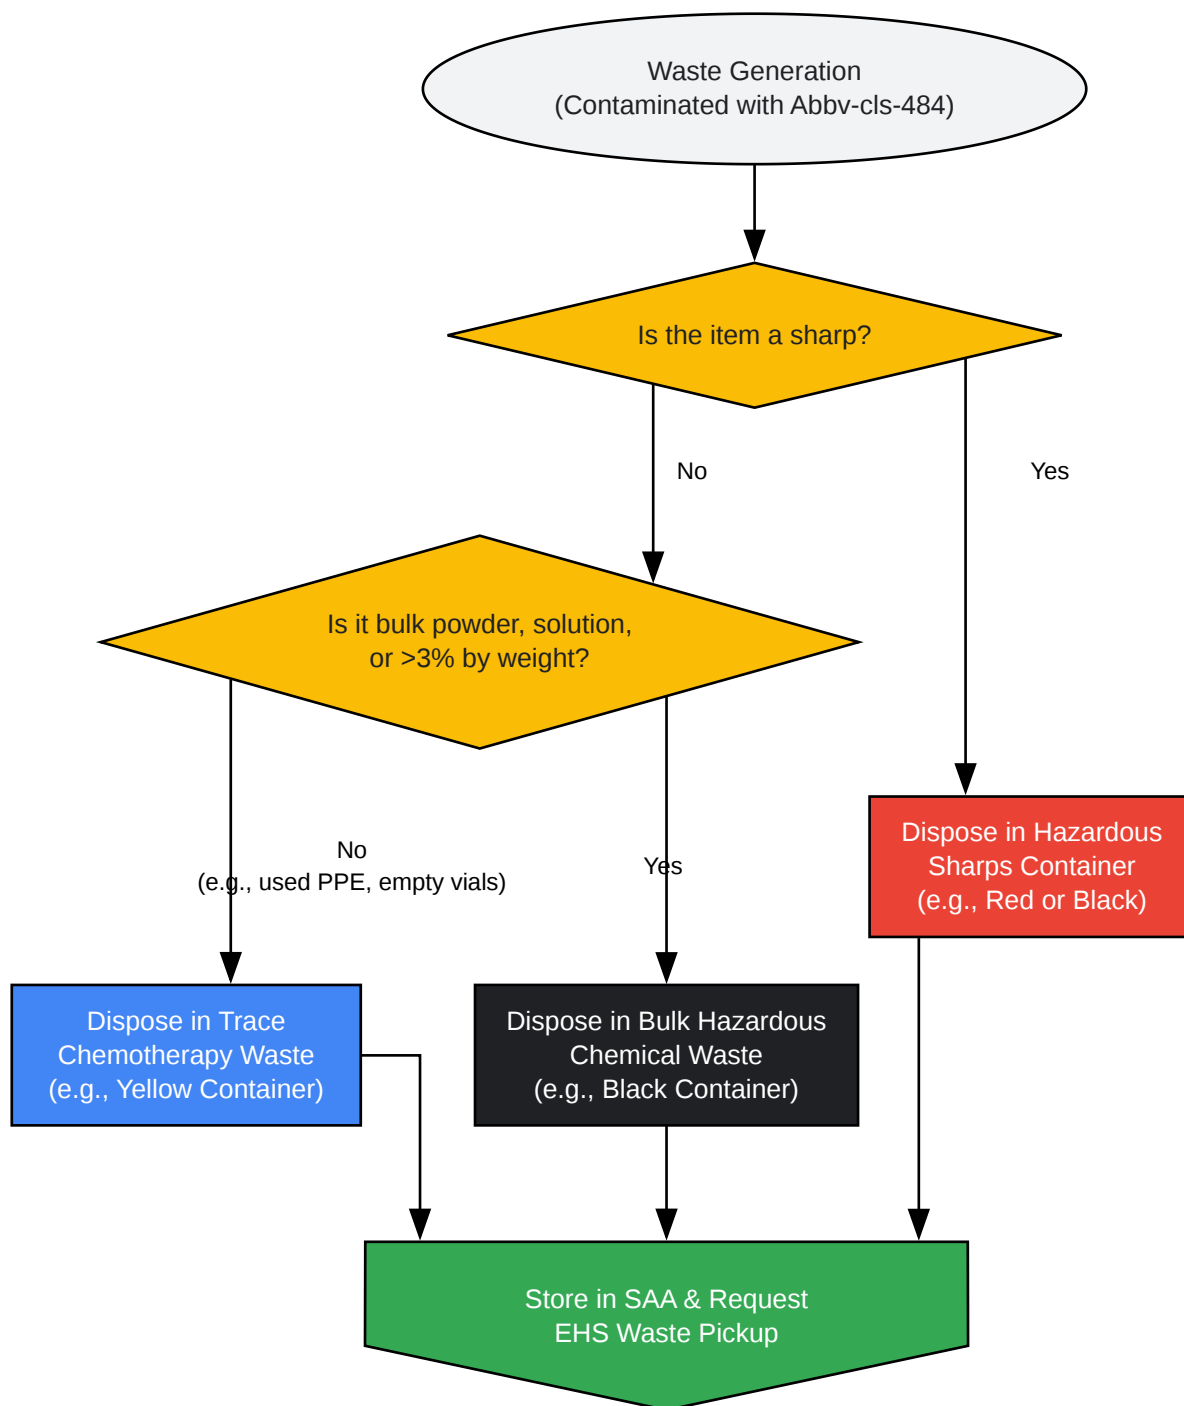 Waste Generation
(Contaminated with Abbv-cls-484)
Is the item a sharp?
No
Yes
Is it bulk powder, solution,
or >3% by weight?
No
(e.g., used PPE, empty vials)
Yes
Dispose in Hazardous
Sharps Container
(e.g., Red or Black)
Dispose in Trace
Chemotherapy Waste
(e.g., Yellow Container)
Dispose in Bulk Hazardous
Chemical Waste
(e.g., Black Container)
Store in SAA & Request
EHS Waste Pickup